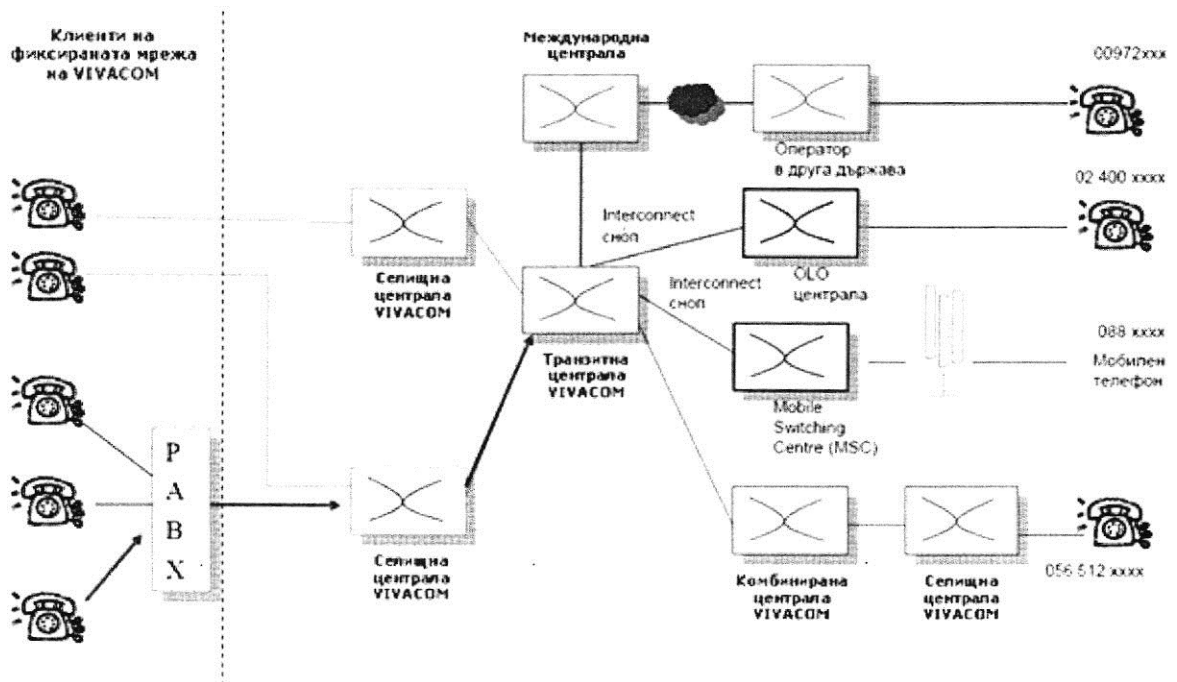 Клиенти на
фиксираната мрежа
на VIVACOM
Международна
централа
00972xxx
Оператор
в друга държава
02 400 xxxx
Interconnect
сноп
OLO
централа
Селищна
централа
VIVACOM
Interconnect
сноп
088 xxxx
Мобилен
телефон
Транзитна
централа
VIVACOM
Mobile
Switching
Centre (MSC)
P
A
B
X
Селищна
централа
VIVACOM
Комбинирана
централа
VIVACOM
Селищна
централа
VIVACOM
056 512 xxxx